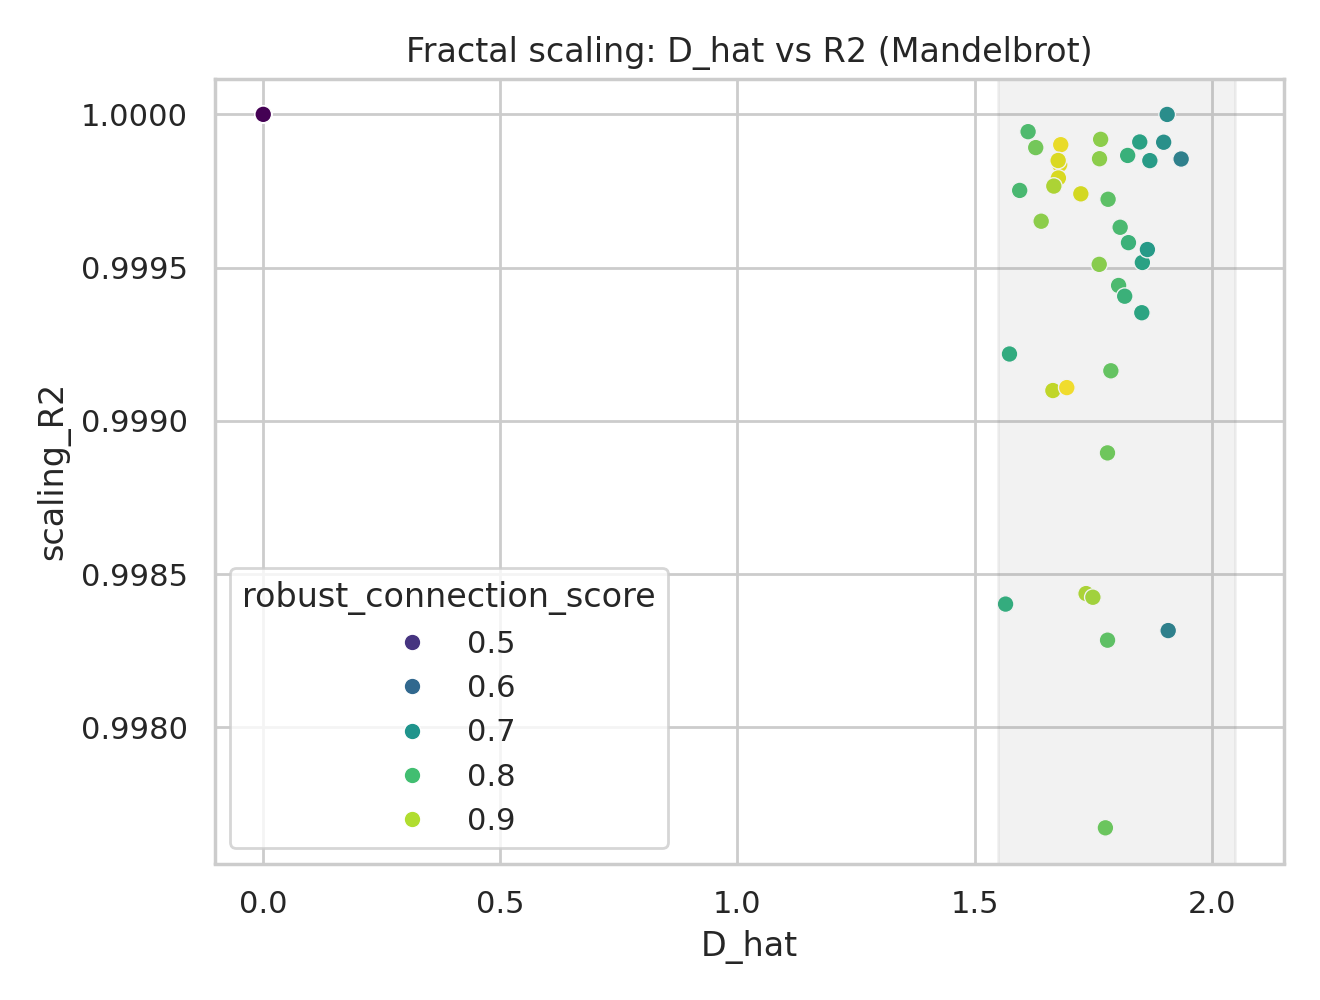 Fractal scaling: D_hat vs R2 (Mandelbrot)
1.0000
0.9995
0.9990
0.9985
0.9980
scaling_R2
robust_connection_score
0.5
0.6
0.7
0.8
0.9
0.0 0.5 1.0 1.5 2.0
D_hat